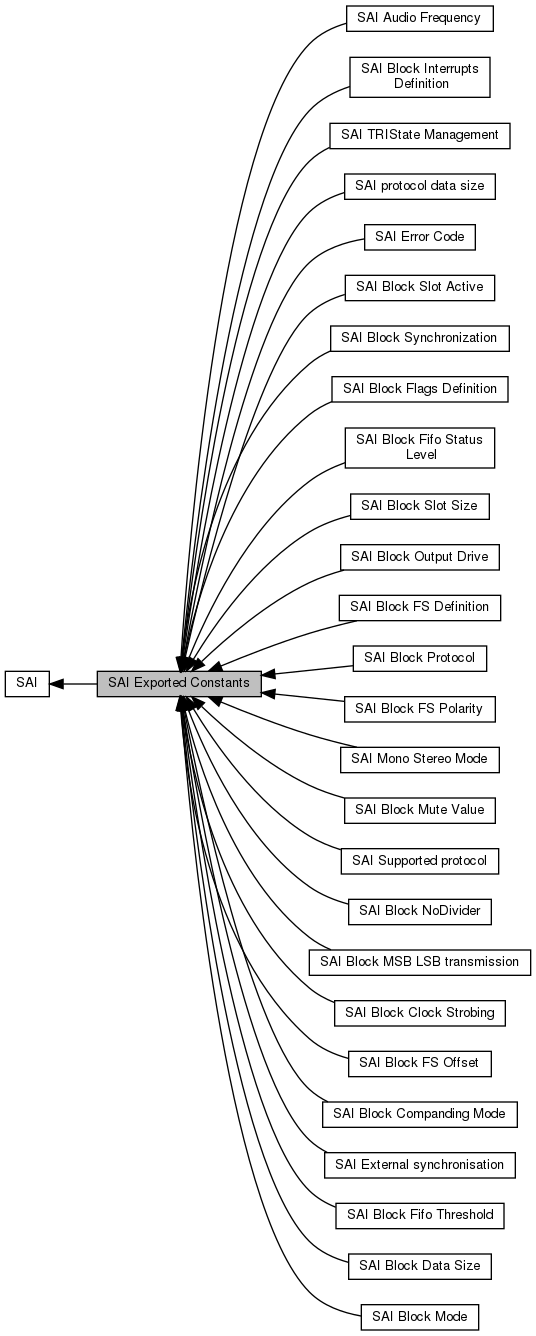 SAI Audio Frequency
SAI Block Interrupts
Definition
SAI TRIState Management
SAI protocol data size
SAI Error Code
SAI Block Slot Active
SAI Block Synchronization
SAI Block Flags Definition
SAI Block Fifo Status
Level
SAI Block Slot Size
SAI Block Output Drive
SAI Block FS Definition
SAI Block Protocol
SAI
SAI Exported Constants
SAI Block FS Polarity
SAI Mono Stereo Mode
SAI Block Mute Value
SAI Supported protocol
SAI Block NoDivider
SAI Block MSB LSB transmission
SAI Block Clock Strobing
SAI Block FS Offset
SAI Block Companding Mode
SAI External synchronisation
SAI Block Fifo Threshold
SAI Block Data Size
SAI Block Mode